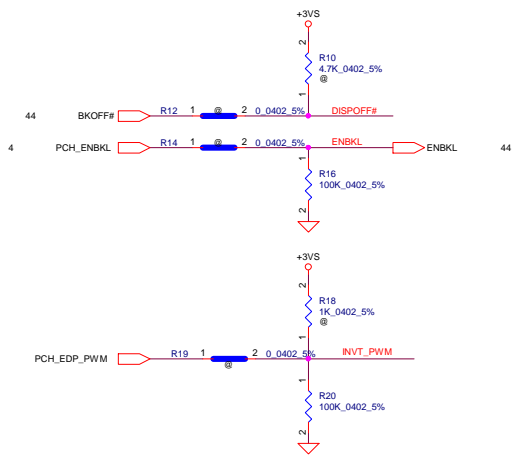 +3VS
2
R10
4.7K_0402_5%
@
1
44 BKOFF# R12 1 @ 2 0_0402_5% DISPOFF#
4 PCH_ENBKL R14 1 @ 2 0_0402_5% ENBKL ENBKL 44
1
R16
100K_0402_5%
2
+3VS
2
R18
1K_0402_5%
@
1
PCH_EDP_PWM R19 1 2 0_0402_5% INVT_PWM
@
1
R20
100K_0402_5%
2